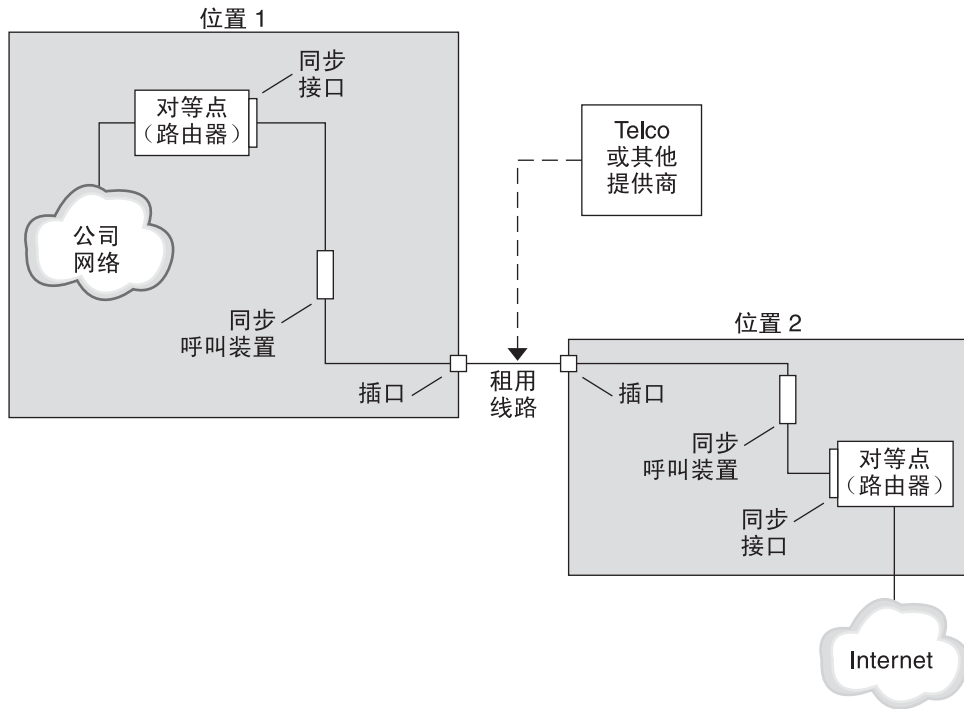 位置 1
同步
接口
对等点
（路由器）
公司
网络
同步
呼叫装置
插口
Telco
或其他
提供商
租用
线路
位置 2
插口
同步
呼叫装置
对等点
（路由器）
同步
接口
Internet